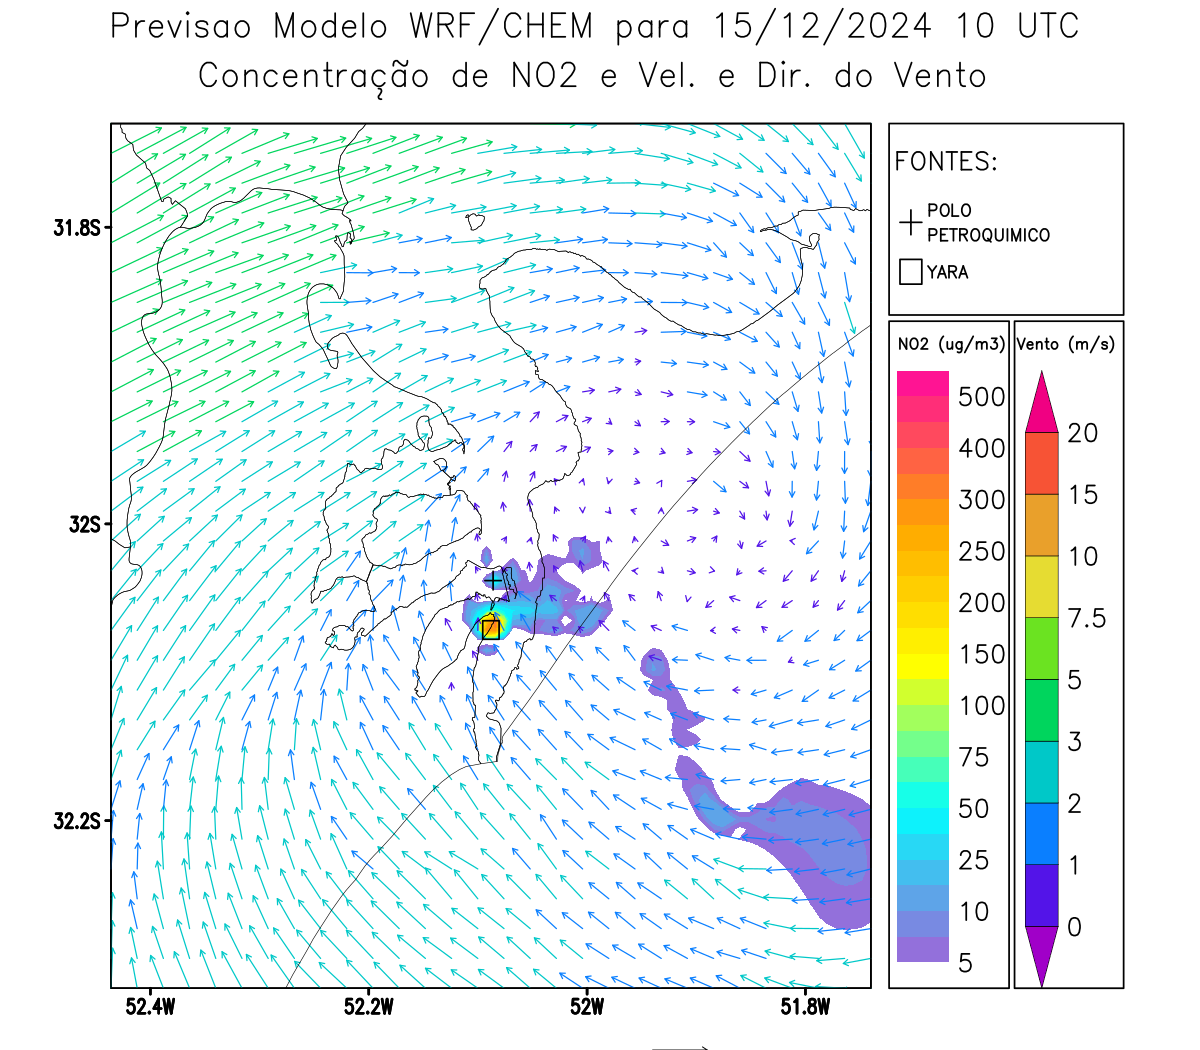 Previsao Modelo WRF/CHEM para 15/12/2024 10 UTC
Concentração de NO2 e Vel. e Dir. do Vento
FONTES:
POLO
PETROQUIMICO
YARA
31.8S
32S
32.2S
52.4W
52.2W
52W
51.8W
NO2 (ug/m3)
500
400
300
250
200
150
100
75
50
25
10
5
Vento (m/s)
20
15
10
7.5
5
3
2
1
0